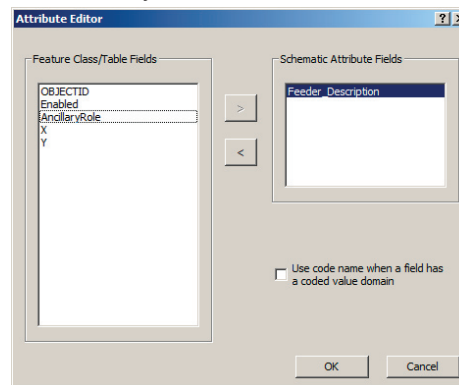 Attribute Editor
?
Feature Class/Table Fields
OBJECTID
Enabled
AncillaryRole
X
Y
>
<
Schematic Attribute Fields
Feeder_Description
Use code name when a field has
a coded value domain
OK
Cancel